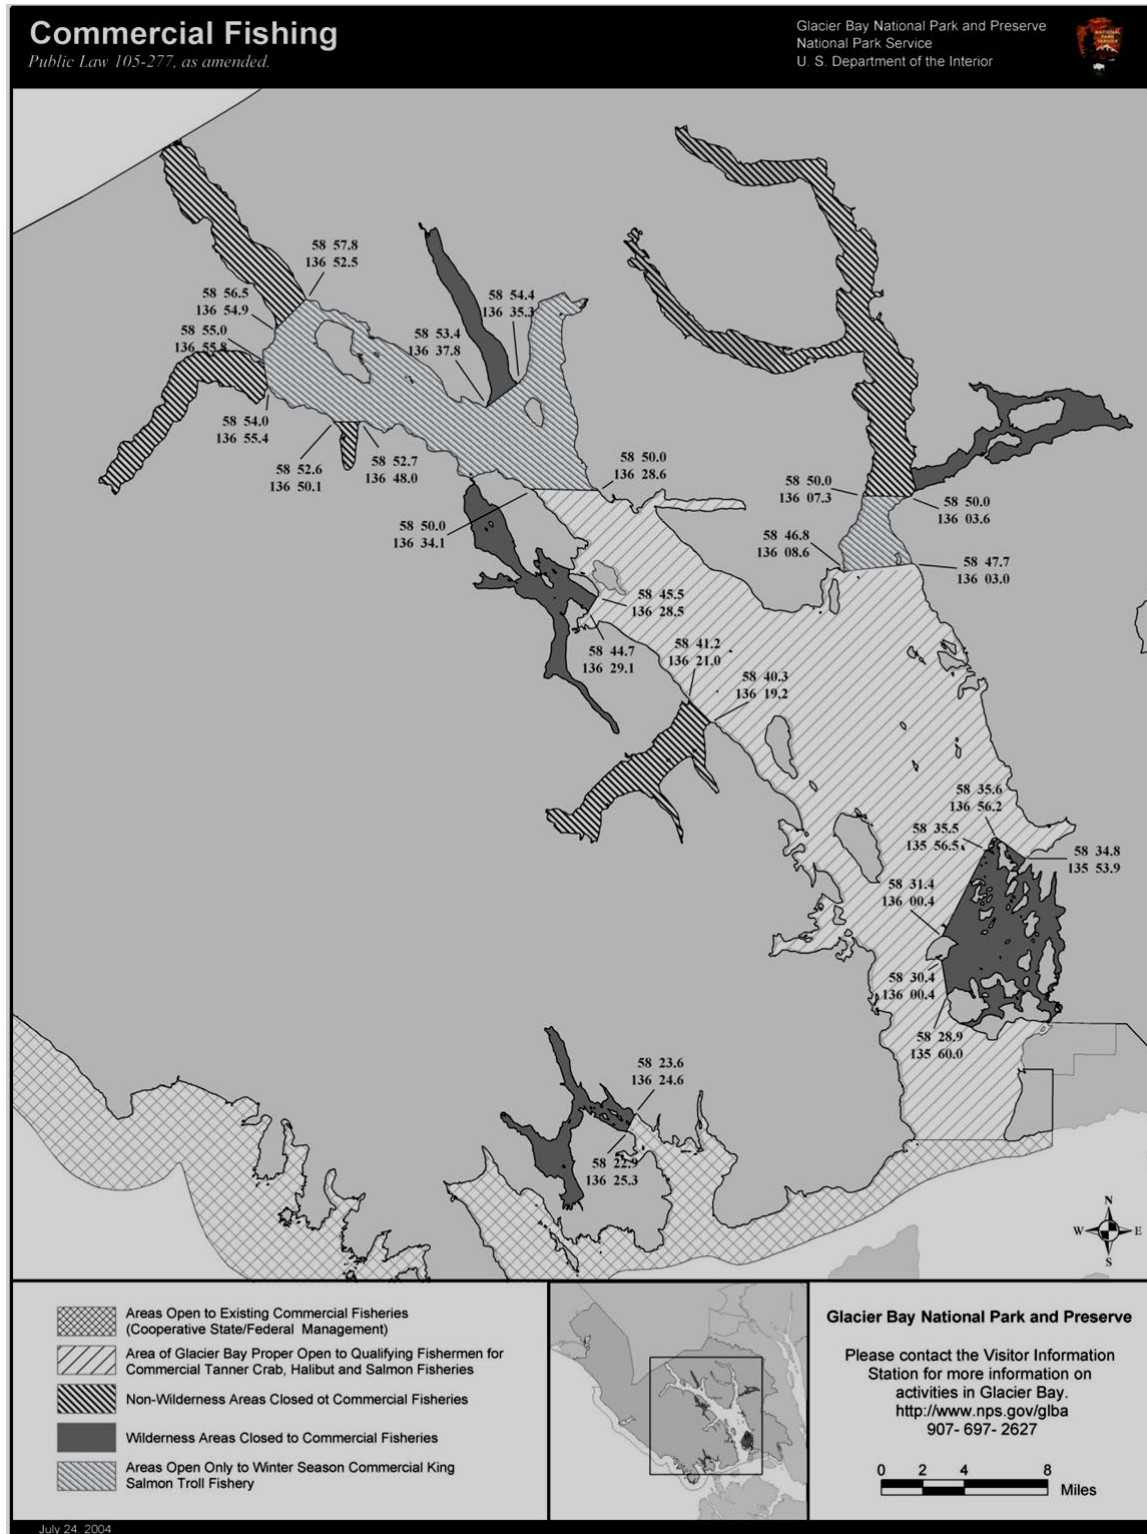 Commercial Fishing
Public Law 105-277, as amended.
Glacier Bay National Park and Preserve
National Park Service
U. S. Department of the Interior
NATIONAL
PARK
SERVICE
58 57.8
136 52.5
58 56.5
136 54.9
58 55.0
136 55.8
58 54.4
136 35.3
58 53.4
136 37.8
58 54.0
136 55.4
58 52.6
136 50.1
58 52.7
136 48.0
58 50.0
136 28.6
58 50.0
136 34.1
58 50.0
136 07.3
58 50.0
136 03.6
58 46.8
136 08.6
58 47.7
136 03.0
58 45.5
136 28.5
58 44.7
136 29.1
58 41.2
136 21.0
58 40.3
136 19.2
58 35.6
136 56.2
58 35.5
135 56.5
58 34.8
135 53.9
58 31.4
136 00.4
58 30.4
136 00.4
58 28.9
135 60.0
58 23.6
136 24.6
58 22.9
136 25.3
N
W
E
S
Areas Open to Existing Commercial Fisheries
(Cooperative State/Federal Management)
Area of Glacier Bay Proper Open to Qualifying Fishermen for
Commercial Tanner Crab, Halibut and Salmon Fisheries
Non-Wilderness Areas Closed ot Commercial Fisheries
Wilderness Areas Closed to Commercial Fisheries
Areas Open Only to Winter Season Commercial King
Salmon Troll Fishery
Glacier Bay National Park and Preserve
Please contact the Visitor Information
Station for more information on
activities in Glacier Bay.
http://www.nps.gov/glba
907- 697- 2627
0 2 4 8
Miles
July 24, 2004